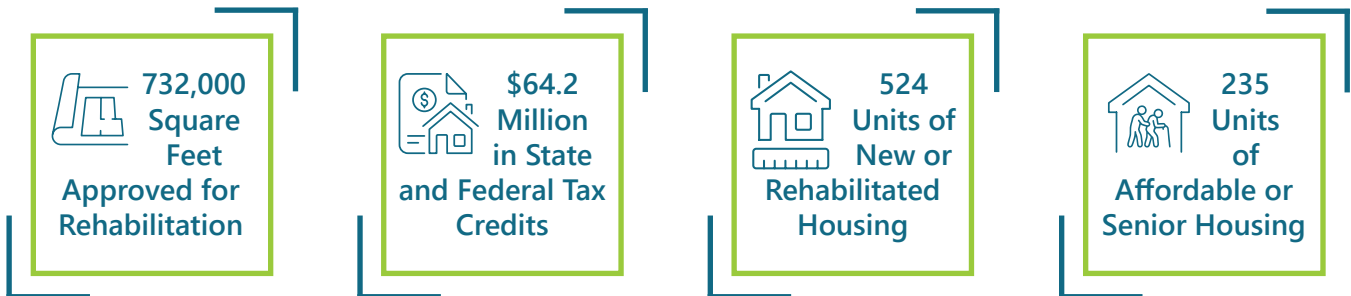 732,000
Square
Feet
Approved for
Rehabilitation
$
$64.2
Million
in State
and Federal Tax
Credits
524
Units of
New or
Rehabilitated
Housing
235
Units
of
Affordable or
Senior Housing